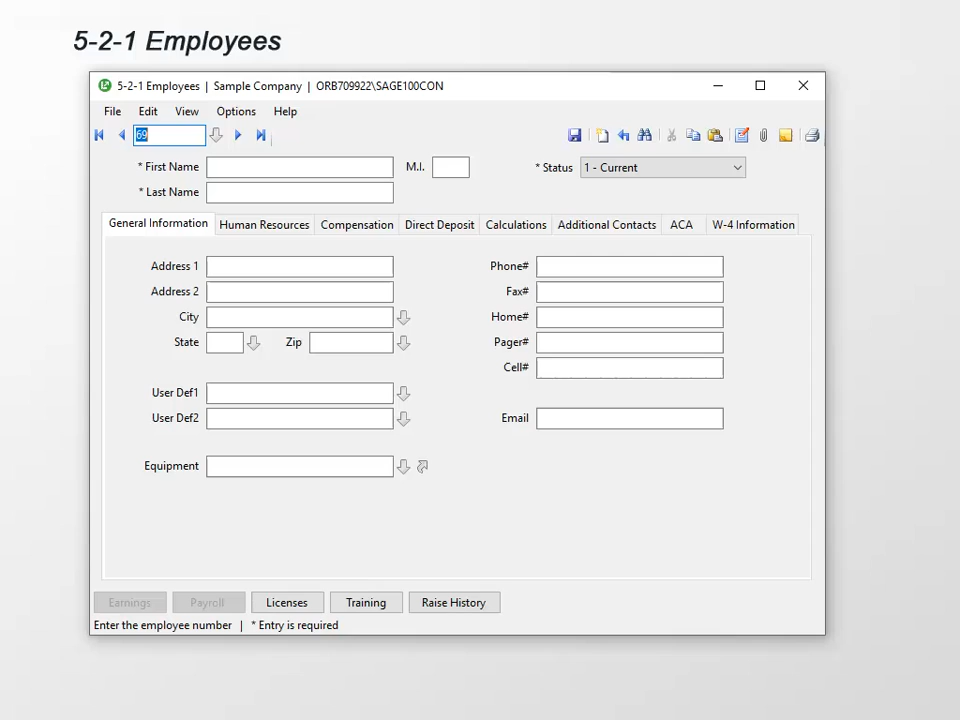 5-2-1 Employees
5-2-1 Employees | Sample Company | ORB709922\SAGE100CON
File Edit View Options Help
69
* First Name M.I. * Status 1 - Current
* Last Name
General Information Human Resources Compensation Direct Deposit Calculations Additional Contacts ACA W-4 Information
Address 1 Phone#
Address 2 Fax#
City Home#
State Zip Pager#
Cell#
User Def1
User Def2 Email
Equipment
Earnings Payroll Licenses Training Raise History
Enter the employee number | * Entry is required